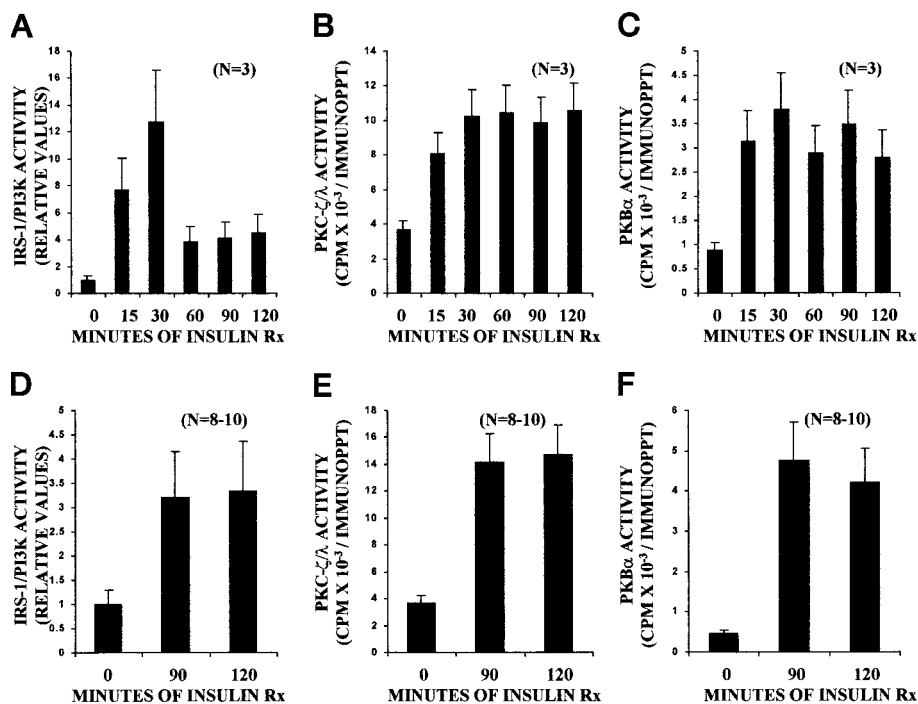 A
IRS-1/PI3K ACTIVITY
(RELATIVE VALUES)
18
16
14
12
10
8
6
4
2
0
(N=3)
0 15 30 60 90 120
MINUTES OF INSULIN Rx
B
PKC-ζ/λ ACTIVITY
(CPM X 10-3 / IMMUNOPPT)
14
12
10
8
6
4
2
0
(N=3)
0 15 30 60 90 120
MINUTES OF INSULIN Rx
C
PKBα ACTIVITY
(CPM X 10-3 / IMMUNOPPT)
5
4.5
4
3.5
3
2.5
2
1.5
1
0.5
0
(N=3)
0 15 30 60 90 120
MINUTES OF INSULIN Rx
D
IRS-1/PI3K ACTIVITY
(RELATIVE VALUES)
5
4.5
4
3.5
3
2.5
2
1.5
1
0.5
0
(N=8-10)
0 90 120
MINUTES OF INSULIN Rx
E
PKC-ζ/λ ACTIVITY
(CPM X 10-3 / IMMUNOPPT)
18
16
14
12
10
8
6
4
2
0
(N=8-10)
0 90 120
MINUTES OF INSULIN Rx
F
PKBα ACTIVITY
(CPM X 10-3 / IMMUNOPPT)
6
5
4
3
2
1
0
(N=8-10)
0 90 120
MINUTES OF INSULIN Rx